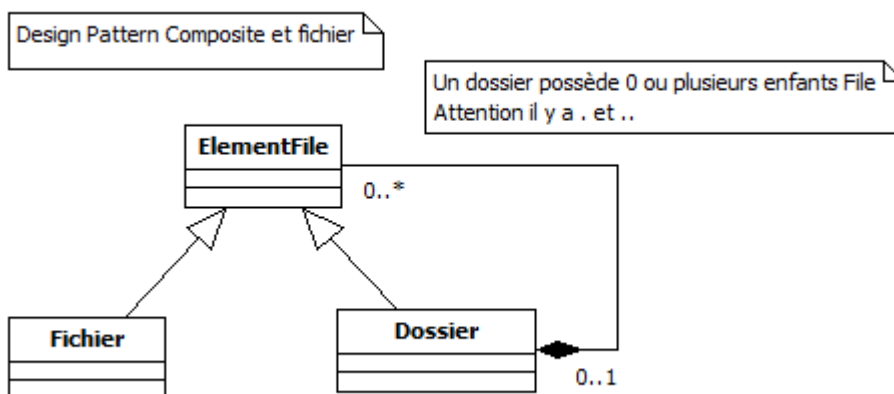 Design Pattern Composite et fichier
Un dossier possède 0 ou plusieurs enfants File
Attention il y a . et ..
ElementFile
0..*
Fichier
Dossier
0..1